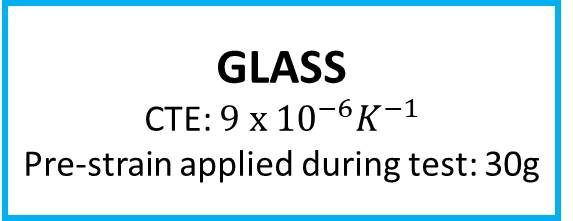 GLASS
CTE: 9 x 10⁻⁶K⁻¹
Pre-strain applied during test: 30g